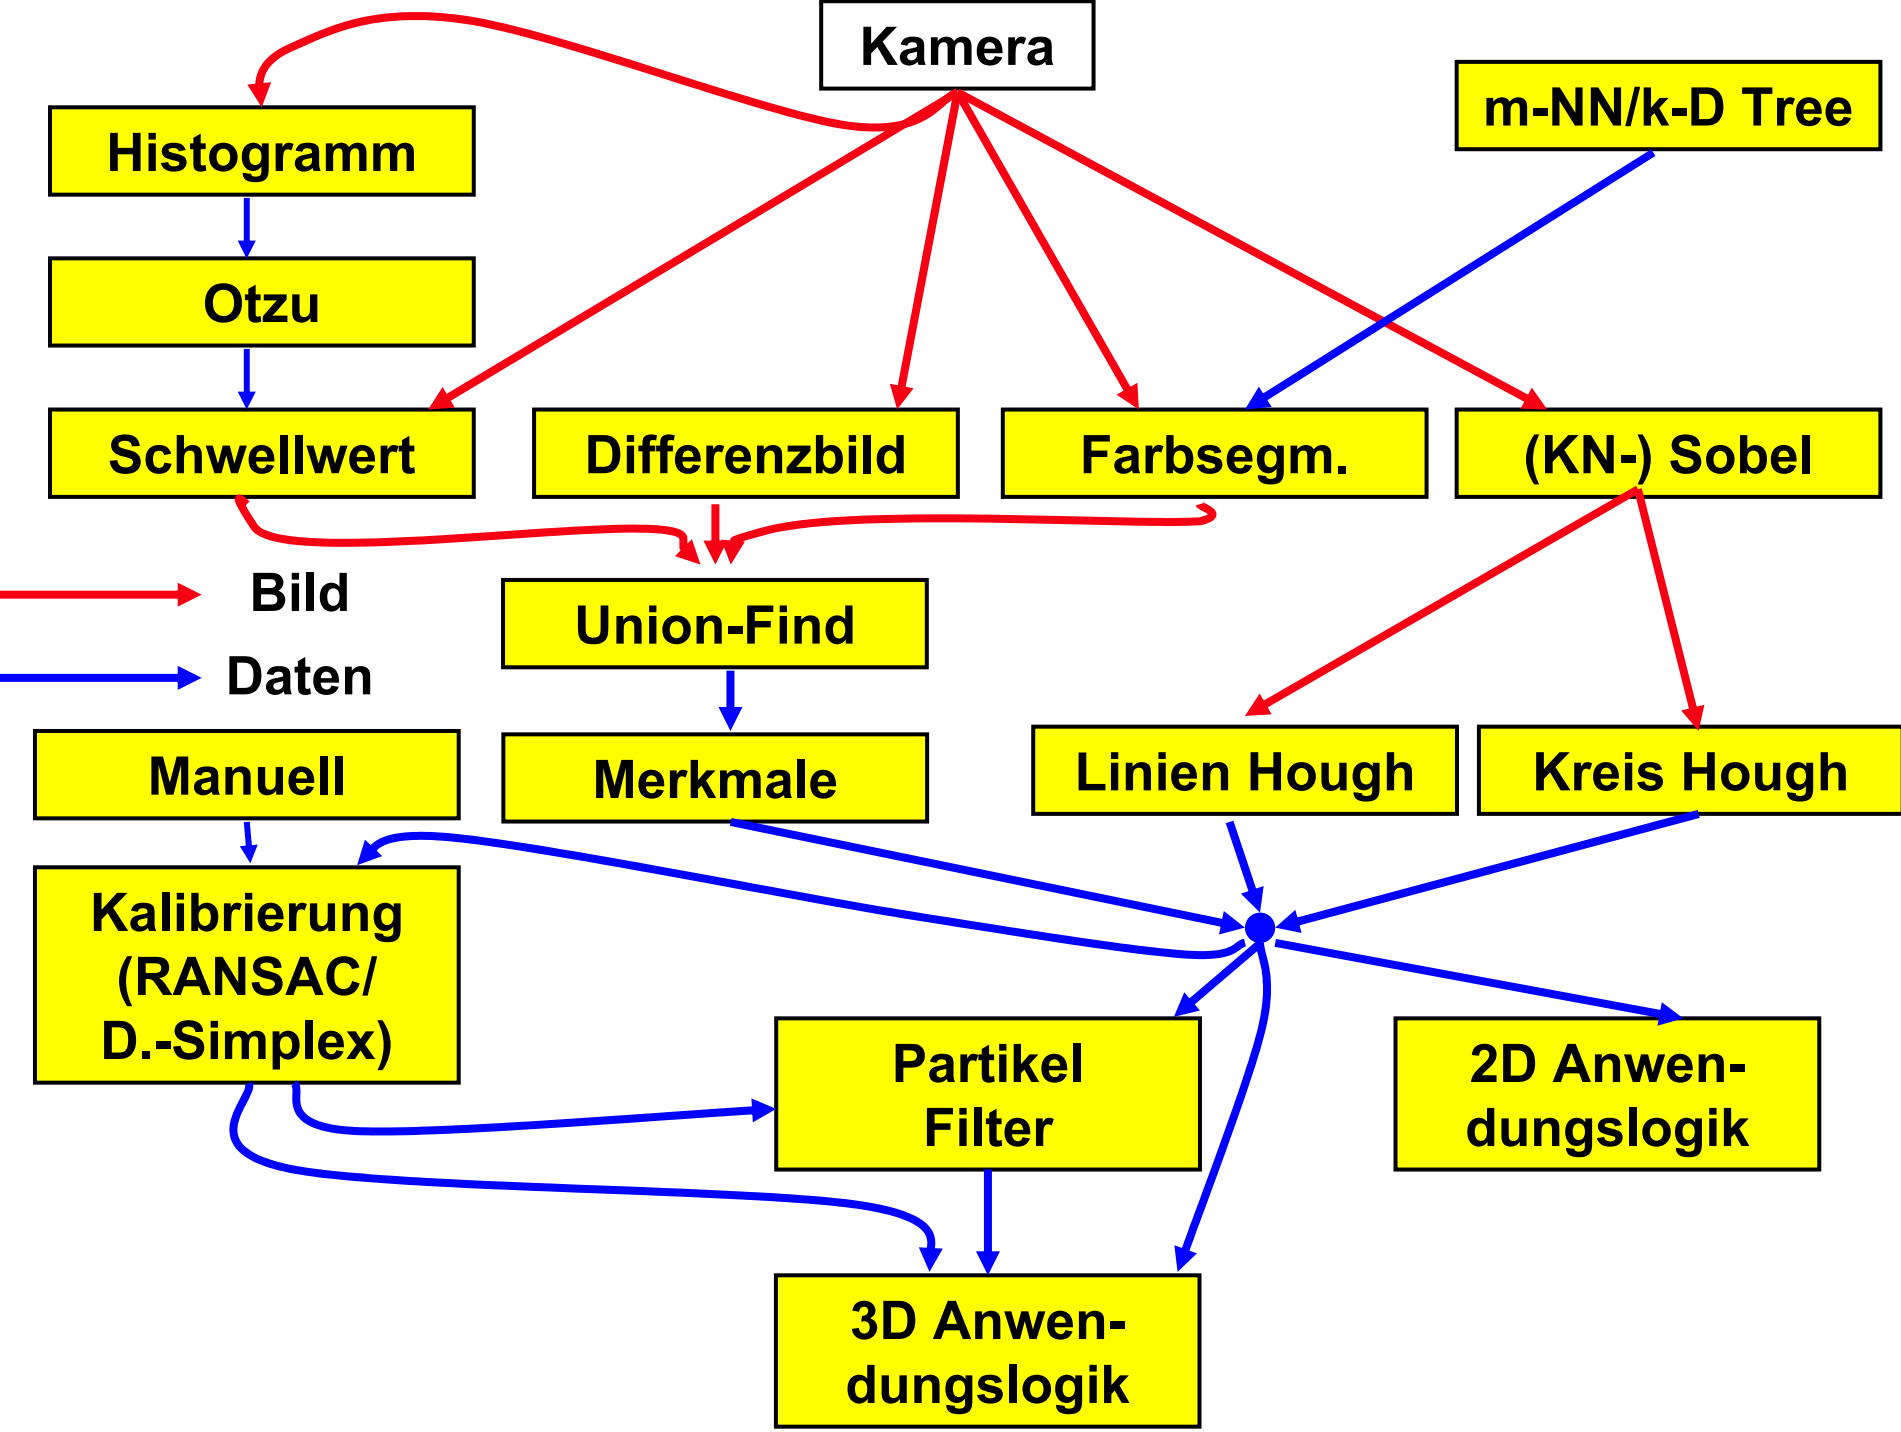 Kamera
m-NN/k-D Tree
Histogramm
Otzu
Schwellwert
Differenzbild
Farbsegm.
(KN-) Sobel
Bild
Union-Find
Daten
Manuell
Merkmale
Linien Hough
Kreis Hough
Kalibrierung
(RANSAC/
D.-Simplex)
Partikel
Filter
2D Anwen-
dungslogik
3D Anwen-
dungslogik